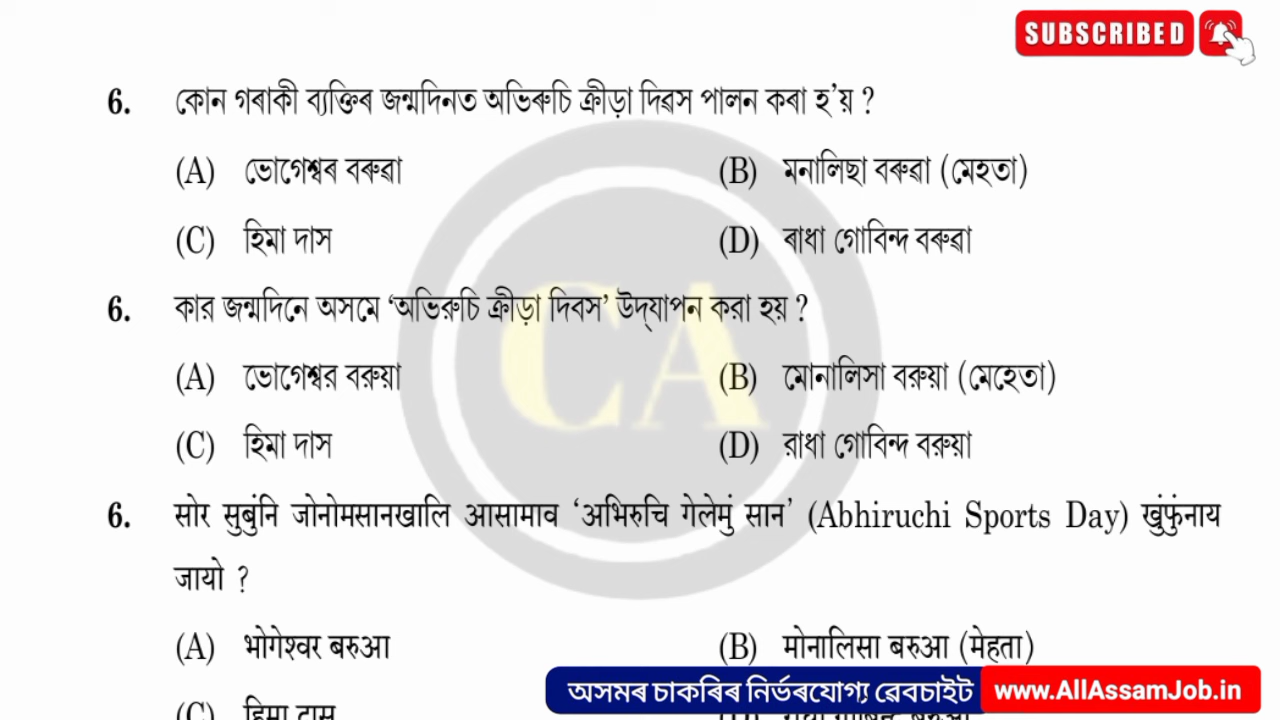 SUBSCRIBED
6. কোন গৰাকী ব্যক্তিৰ জন্মদিনত অভিৰুচি ক্ৰীড়া দিৱস পালন কৰা হ'য় ?
(A) ভোগেশ্বৰ বৰুৱা (B) মনালিছা বৰুৱা (মেহতা)
(C) হিমা দাস (D) ৰাধা গোবিন্দ বৰুৱা
6. কার জন্মদিনে অসমে ‘অভিরুচি ক্রীড়া দিবস’ উদ্‌যাপন করা হয় ?
(A) ভোগেশ্বর বরুয়া (B) মোনালিসা বরুয়া (মেহেতা)
(C) হিমা দাস (D) রাধা গোবিন্দ বরুয়া
6. सोर सुबुंनि जोनोमसानखालि आसामाव ‘अभिरुचि गेलेमुं सान’ (Abhiruchi Sports Day) खुंफुंनाय
जायो ?
(A) भोगेश्वर बरुआ (B) मोनालिसा बरुआ (मेहता)
অসমৰ চাকৰিৰ নিৰ্ভৰযোগ্য ৱেবচাইট www.AllAssamJob.in
(C) हिमा दास
CA